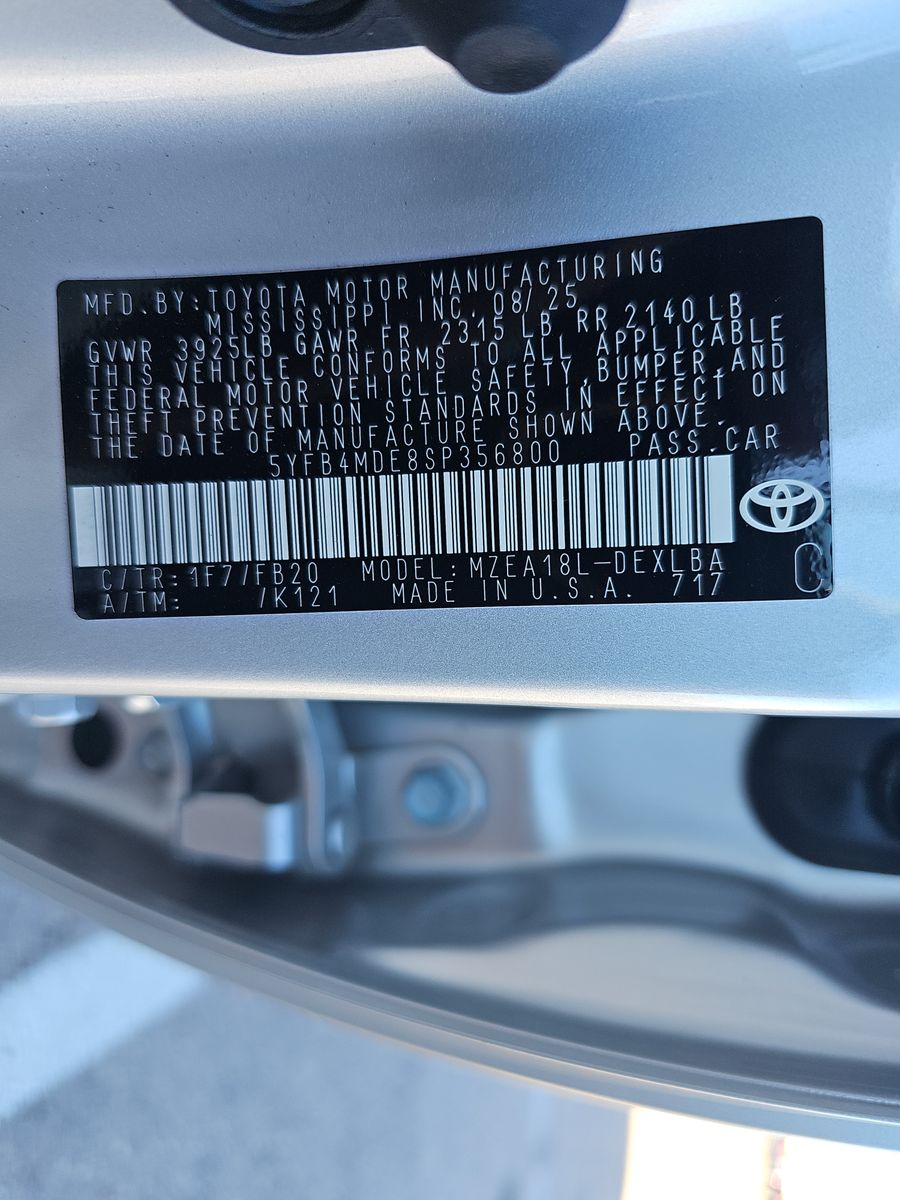 MFD.BY:TOYOTA MOTOR MANUFACTURING
MISSISSIPPI INC. 08/25
GVWR 3925LB GAWR FR 2315 LB RR 2140 LB
THIS VEHICLE CONFORMS TO ALL APPLICABLE
FEDERAL MOTOR VEHICLE SAFETY,BUMPER,AND
THEFT PREVENTION STANDARDS IN EFFECT ON
THE DATE OF MANUFACTURE SHOWN ABOVE.
5YFB4MDE8SP356800 PASS.CAR
C/TR: 1F7/FB20 MODEL: MZEA18L-DEXLBA
A/TM: /K121 MADE IN U.S.A. 717 C